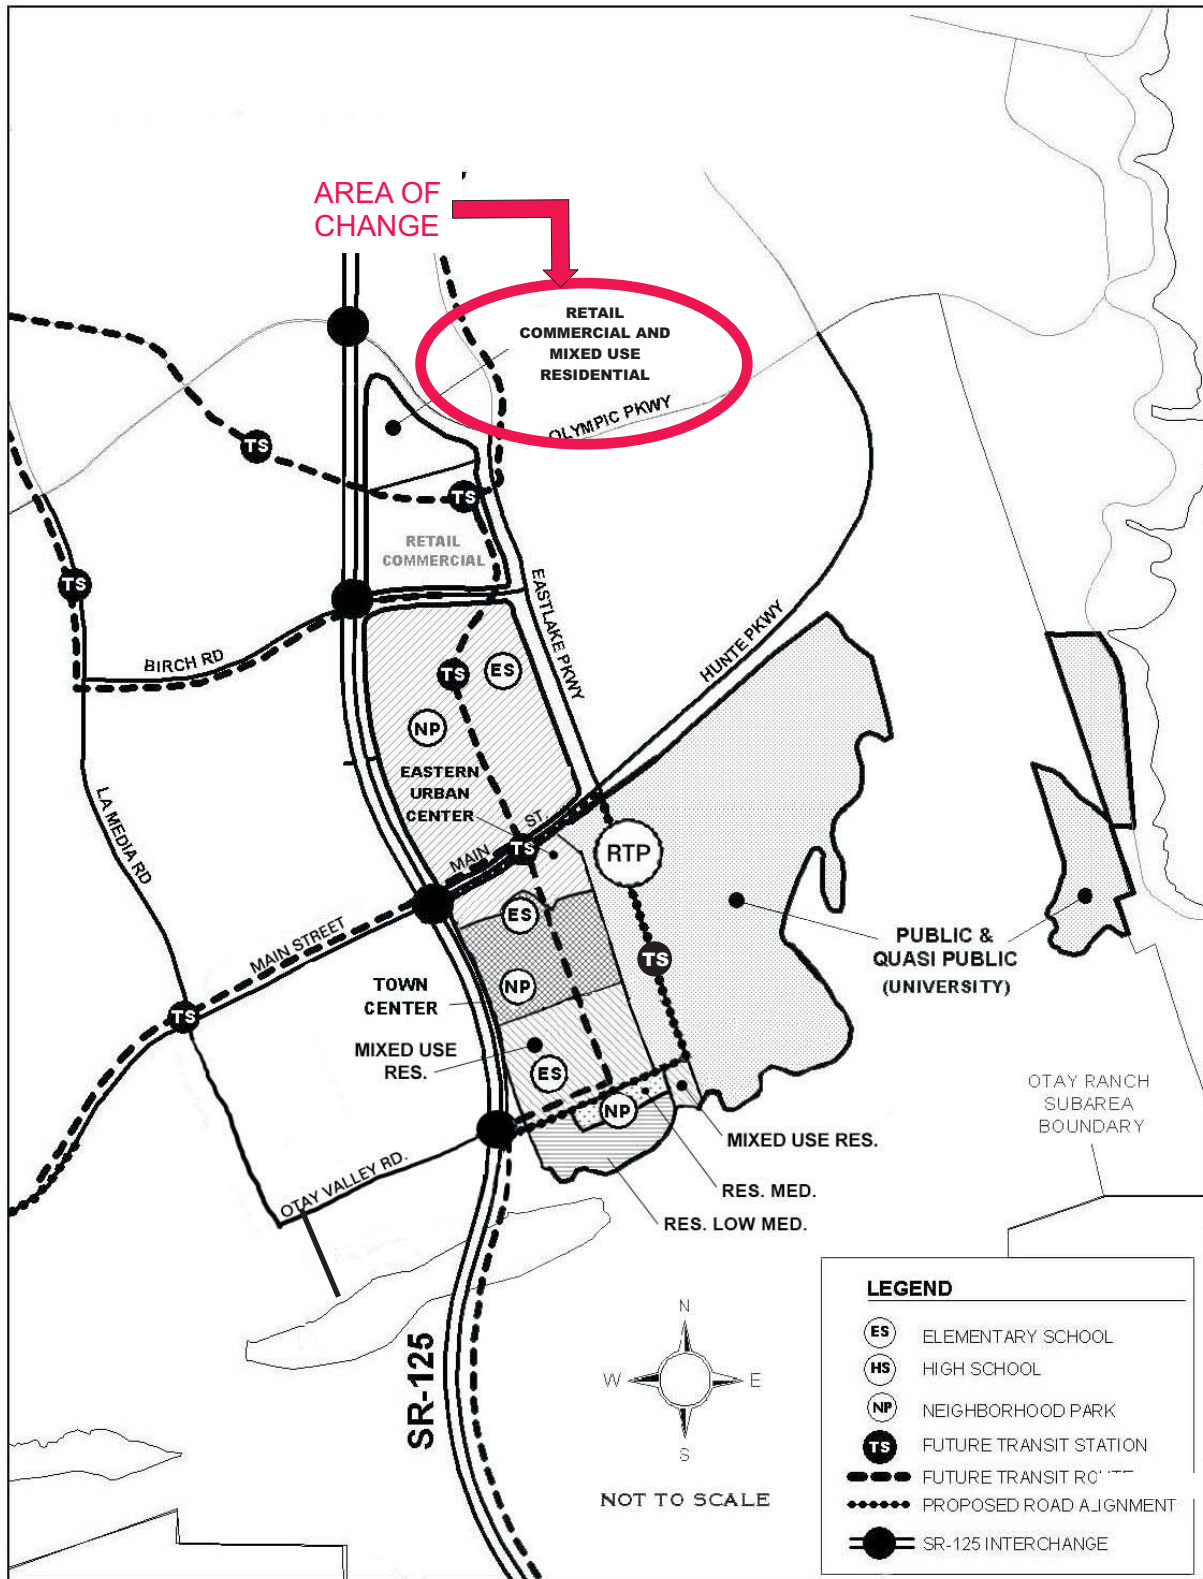 AREA OF
CHANGE
RETAIL
COMMERCIAL AND
MIXED USE
RESIDENTIAL
OLYMPIC PKWY
TS
TS
RETAIL
COMMERCIAL
TS
EASTLAKE PKWY
HUNTE PKWY
BIRCH RD
TS
ES
NP
EASTERN
URBAN
CENTER
LA MEDIA RD
MAIN ST.
TS
RTP
ES
MAIN STREET
TS
PUBLIC &
QUASI PUBLIC
(UNIVERSITY)
TOWN
CENTER
NP
TS
MIXED USE
RES.
ES
NP
OTAY RANCH
SUBAREA
BOUNDARY
MIXED USE RES.
OTAY VALLEY RD.
RES. MED.
RES. LOW MED.
SR-125
N
W
E
S
NOT TO SCALE
LEGEND
ES ELEMENTARY SCHOOL
HS HIGH SCHOOL
NP NEIGHBORHOOD PARK
TS FUTURE TRANSIT STATION
FUTURE TRANSIT
PROPOSED ROAD ALIGNMENT
SR-125 INTERCHANGE